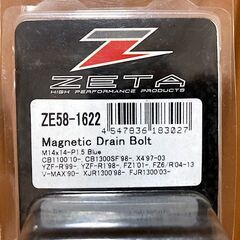 ZETA
HIGH PERFORMANCE PRODUCTS
ZE58-1622
4 547836 183027
Magnetic Drain Bolt
M14x14-P1.5 Blue
CB1100'10-, CB1300SF'98-, X4'97-03
YZF-R'99-, YZF-R1'98-, FZ1'01-, FZ6/R'04-13
V-MAX'90-, XJR1300'98-, FJR1300'03-